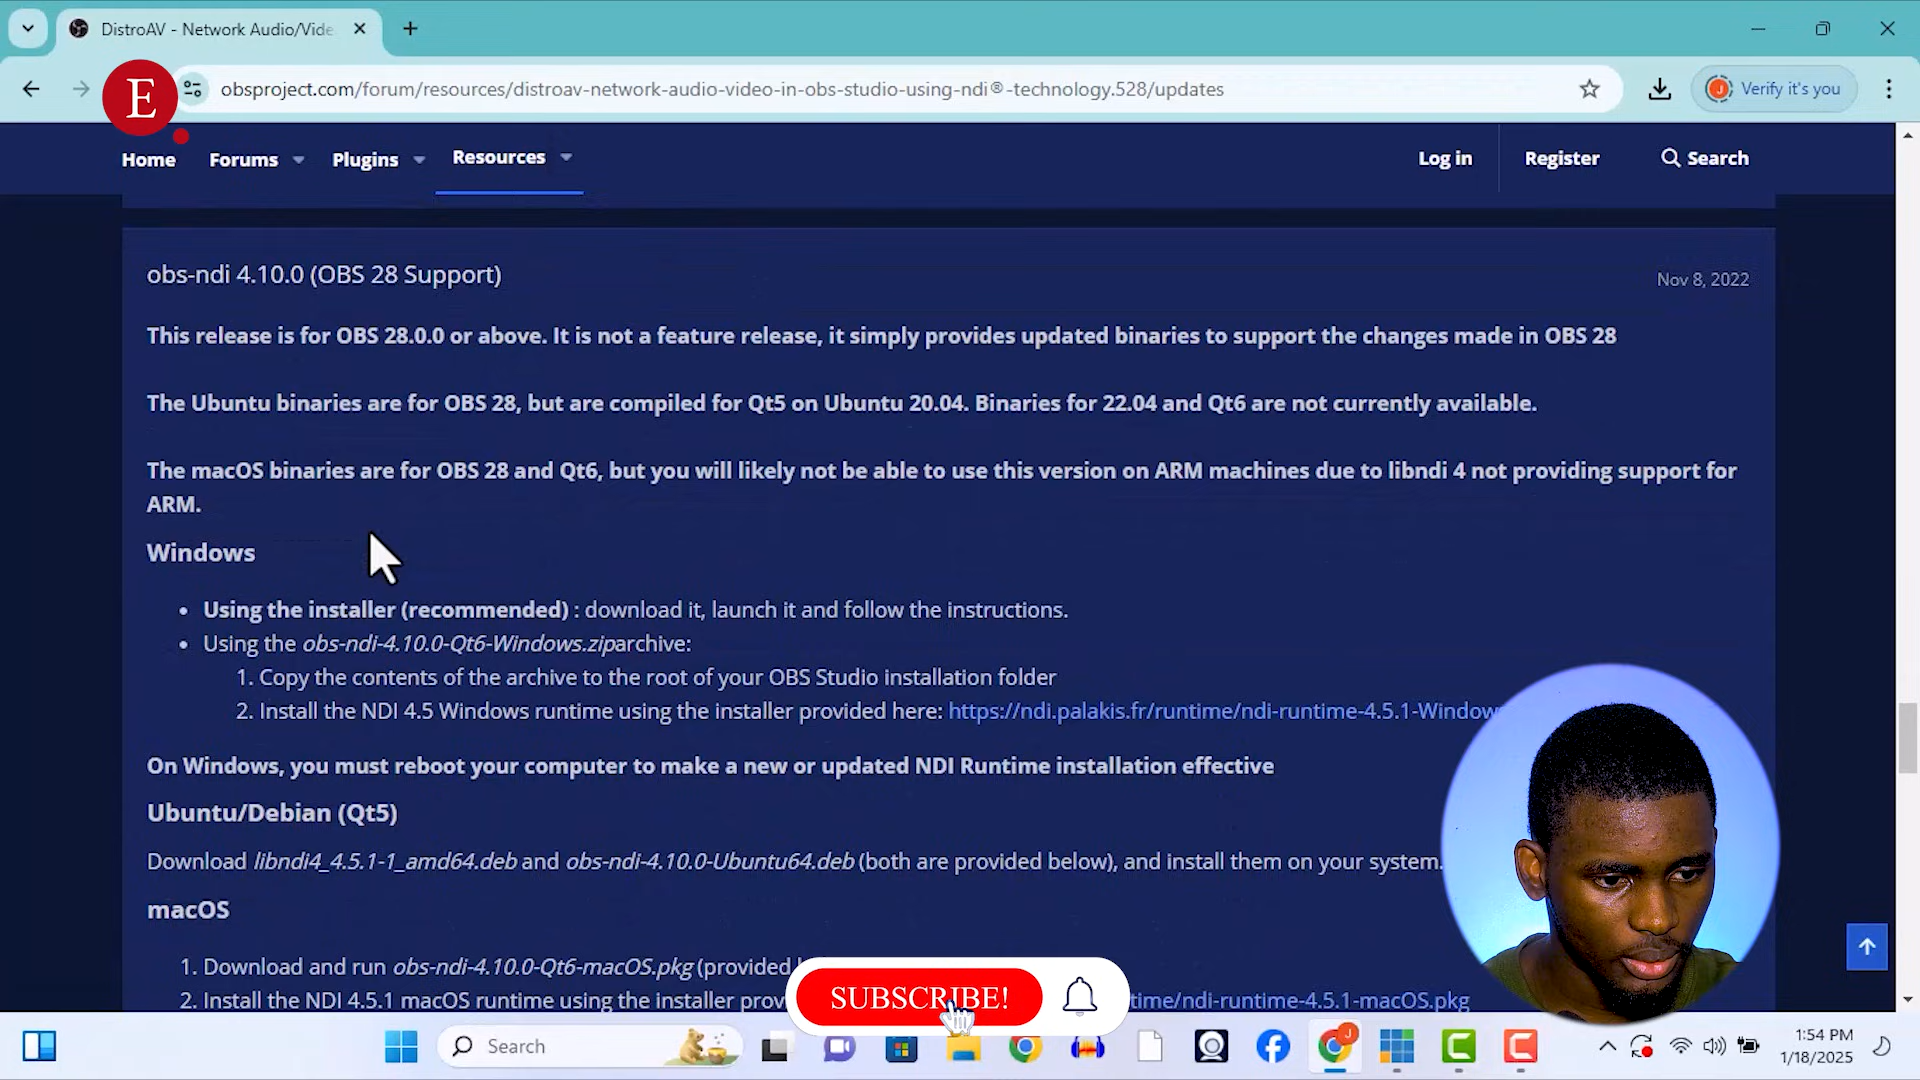 DistroAV - Network Audio/Vide
E
obsproject.com/forum/resources/distroav-network-audio-video-in-obs-studio-using-ndi®-technology.528/updates
J
Verify it's you
Home
Forums
Plugins
Resources
Log in
Register
Search
obs-ndi 4.10.0 (OBS 28 Support)
Nov 8, 2022
This release is for OBS 28.0.0 or above. It is not a feature release, it simply provides updated binaries to support the changes made in OBS 28
The Ubuntu binaries are for OBS 28, but are compiled for Qt5 on Ubuntu 20.04. Binaries for 22.04 and Qt6 are not currently available.
The macOS binaries are for OBS 28 and Qt6, but you will likely not be able to use this version on ARM machines due to libndi 4 not providing support for
ARM.
Windows
• Using the installer (recommended) : download it, launch it and follow the instructions.
• Using the obs-ndi-4.10.0-Qt6-Windows.ziparchive:
1. Copy the contents of the archive to the root of your OBS Studio installation folder
2. Install the NDI 4.5 Windows runtime using the installer provided here: https://ndi.palakis.fr/runtime/ndi-runtime-4.5.1-Window
On Windows, you must reboot your computer to make a new or updated NDI Runtime installation effective
Ubuntu/Debian (Qt5)
Download libndi4_4.5.1-1_amd64.deb and obs-ndi-4.10.0-Ubuntu64.deb (both are provided below), and install them on your system.
macOS
1. Download and run obs-ndi-4.10.0-Qt6-macOS.pkg (provided
2. Install the NDI 4.5.1 macOS runtime using the installer prov time/ndi-runtime-4.5.1-macOS.pkg
SUBSCRIBE!
Search
J
1:54 PM
1/18/2025